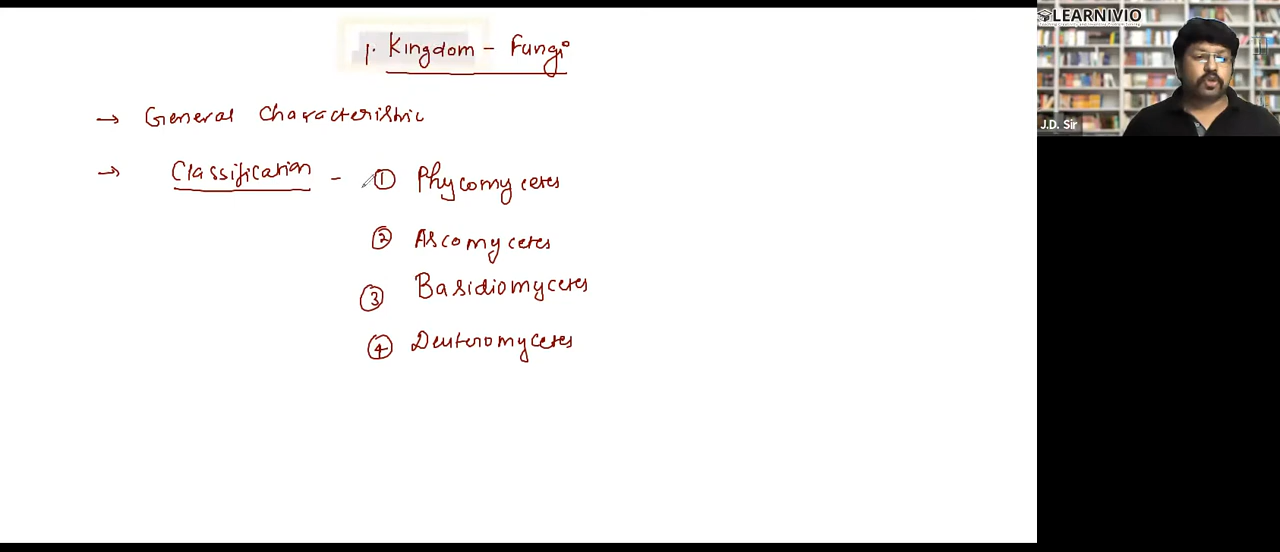 1. Kingdom - Fungi
→ General Characteristic
→ Classification - ① Phycomycetes
② Ascomycetes
③ Basidiomycetes
④ Deuteromycetes
LEARNIVIO
J.D. Sir